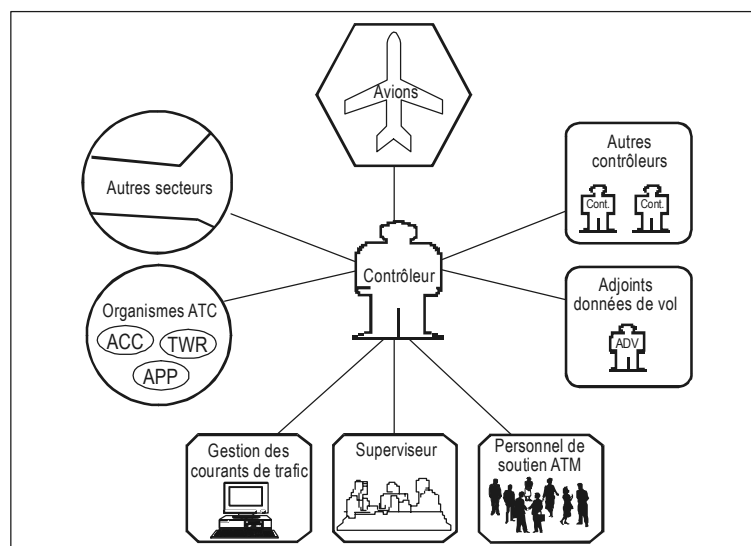 Avions
Autres secteurs
Autres
contrôleurs
Cont.
Cont.
Contrôleur
Organismes ATC
ACC
TWR
APP
Adjoints
données de vol
ADV
Gestion des
courants de trafic
Superviseur
Personnel de
soutien ATM